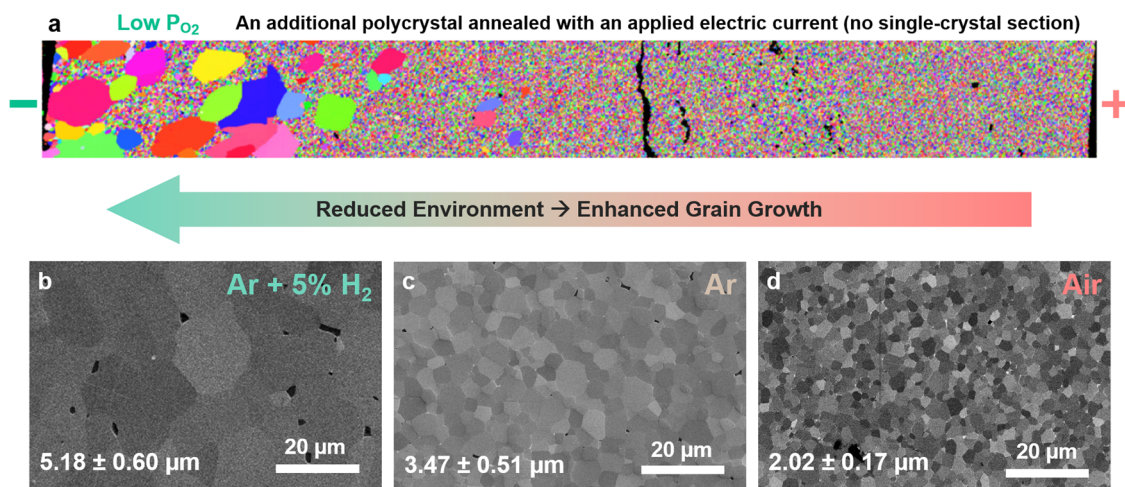 a
Low P_O2
An additional polycrystal annealed with an applied electric current (no single-crystal section)
−
+
Reduced Environment → Enhanced Grain Growth
b
Ar + 5% H₂
5.18 ± 0.60 µm
20 µm
c
Ar
3.47 ± 0.51 µm
20 µm
d
Air
2.02 ± 0.17 µm
20 µm